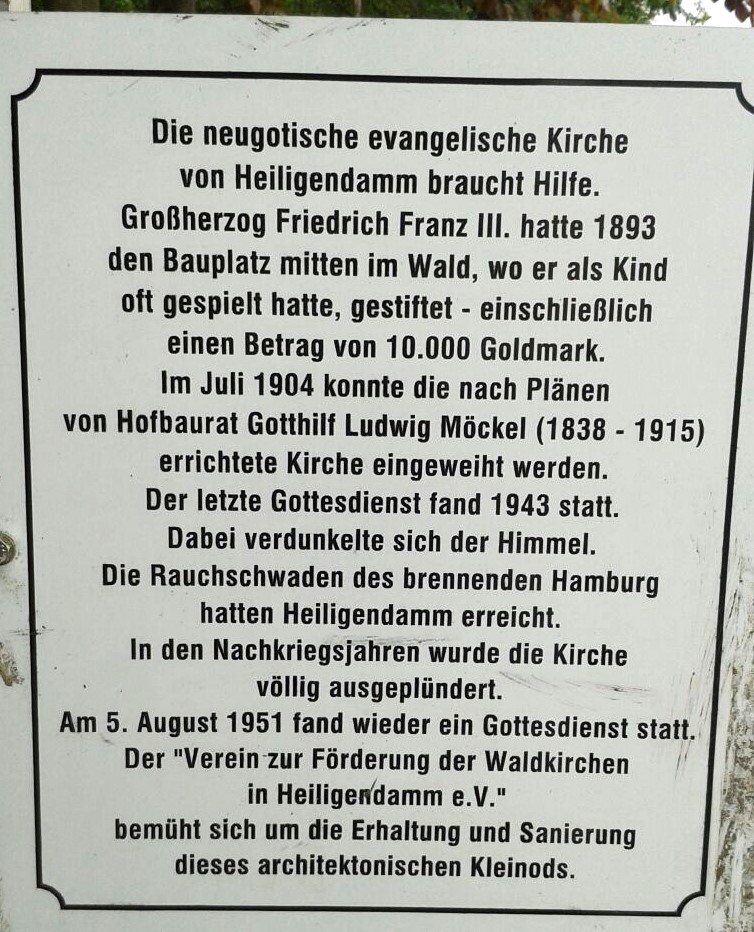 Die neugotische evangelische Kirche
von Heiligendamm braucht Hilfe.
Großherzog Friedrich Franz III. hatte 1893
den Bauplatz mitten im Wald, wo er als Kind
oft gespielt hatte, gestiftet - einschließlich
einen Betrag von 10.000 Goldmark.
Im Juli 1904 konnte die nach Plänen
von Hofbaurat Gotthilf Ludwig Möckel (1838 - 1915)
errichtete Kirche eingeweiht werden.
Der letzte Gottesdienst fand 1943 statt.
Dabei verdunkelte sich der Himmel.
Die Rauchschwaden des brennenden Hamburg
hatten Heiligendamm erreicht.
In den Nachkriegsjahren wurde die Kirche
völlig ausgeplündert.
Am 5. August 1951 fand wieder ein Gottesdienst statt.
Der "Verein zur Förderung der Waldkirchen
in Heiligendamm e.V."
bemüht sich um die Erhaltung und Sanierung
dieses architektonischen Kleinods.